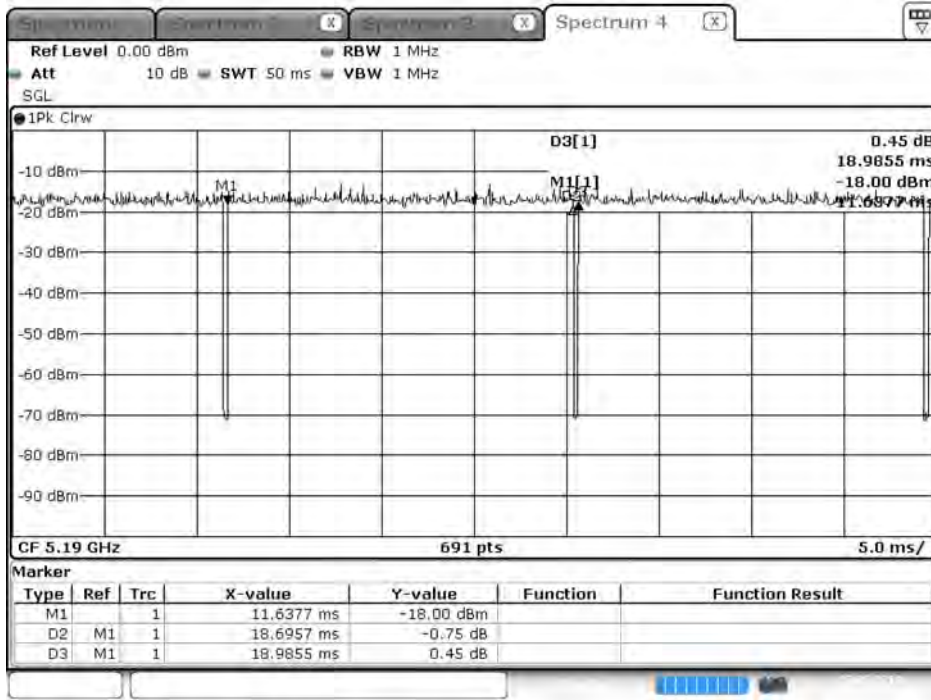 Spectrum 4
Ref Level 0.00 dBm RBW 1 MHz
Att 10 dB SWT 50 ms VBW 1 MHz
SGL
1Pk Clrw
D3[1] 0.45 dB
18.9855 ms
M1[1] -18.00 dBm
11.6377 ms
M1
-10 dBm
-20 dBm
-30 dBm
-40 dBm
-50 dBm
-60 dBm
-70 dBm
-80 dBm
-90 dBm
CF 5.19 GHz 691 pts 5.0 ms/
Marker
Type Ref Trc X-value Y-value Function Function Result
M1 1 11.6377 ms -18.00 dBm
D2 M1 1 18.6957 ms -0.75 dB
D3 M1 1 18.9855 ms 0.45 dB